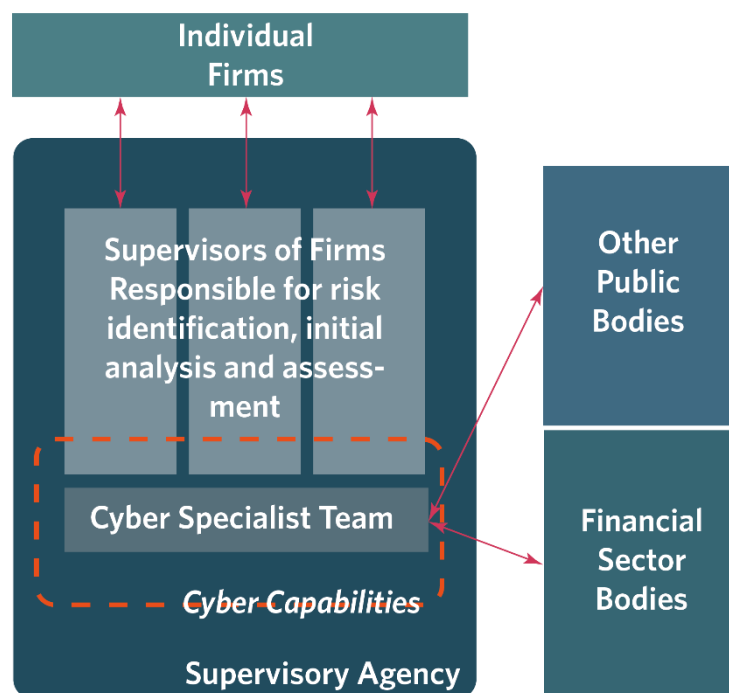 Individual
Firms
Supervisors of Firms
Responsible for risk
identification, initial
analysis and assess-
ment
Cyber Specialist Team
Cyber Capabilities
Supervisory Agency
Other
Public
Bodies
Financial
Sector
Bodies